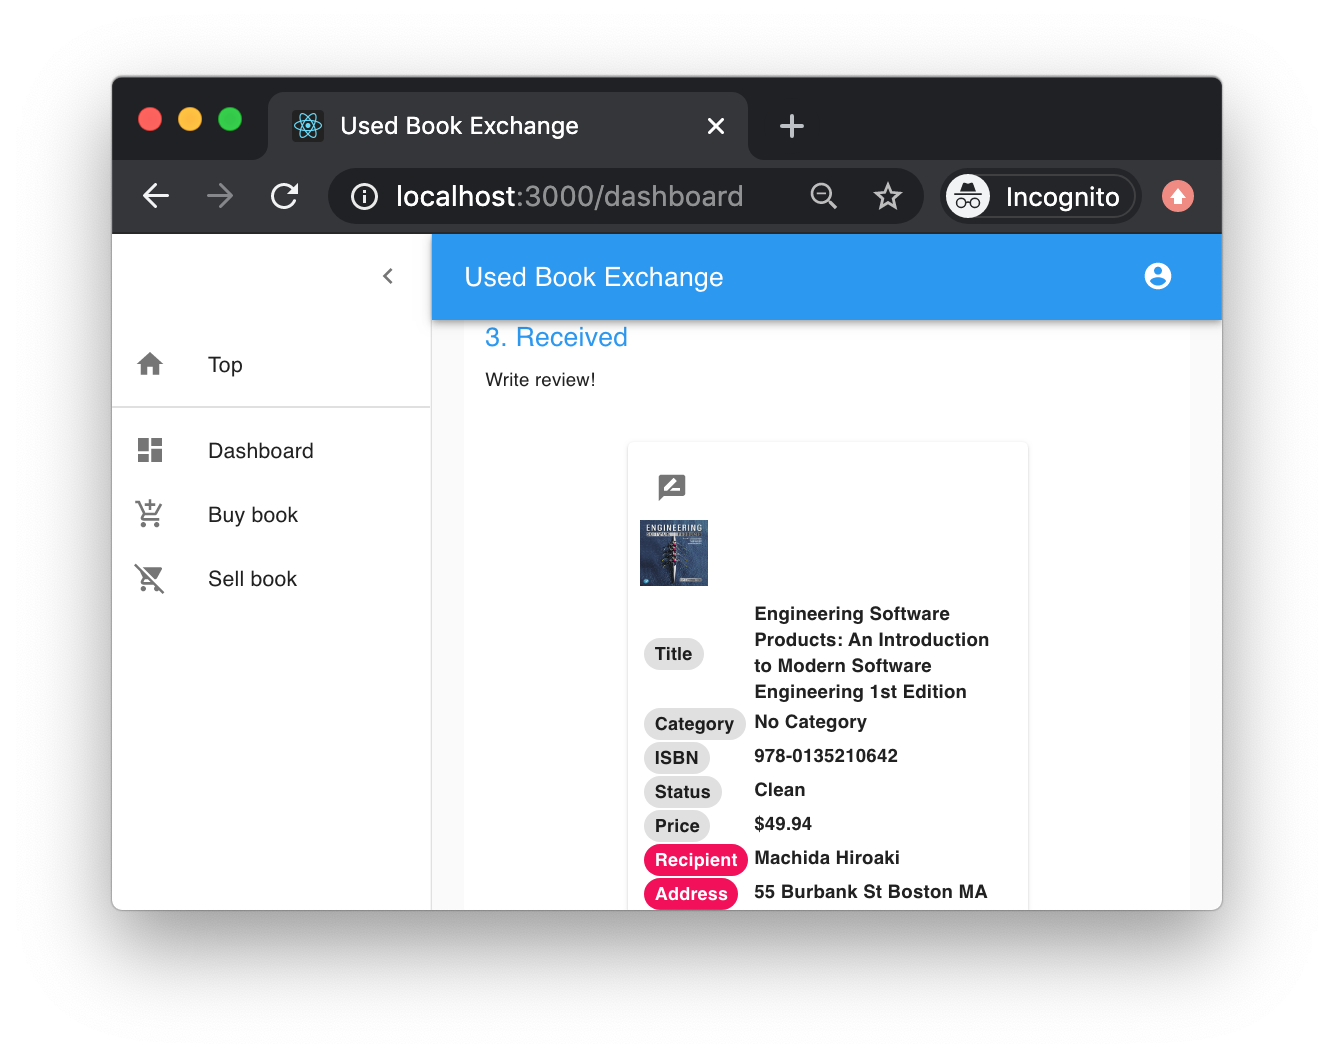 Used Book Exchange
localhost:3000/dashboard
Incognito
Used Book Exchange
Top
Dashboard
Buy book
Sell book
3. Received
Write review!
ENGINEERING
Title
Engineering Software
Products: An Introduction
to Modern Software
Engineering 1st Edition
Category No Category
ISBN 978-0135210642
Status Clean
Price $49.94
Recipient Machida Hiroaki
Address 55 Burbank St Boston MA